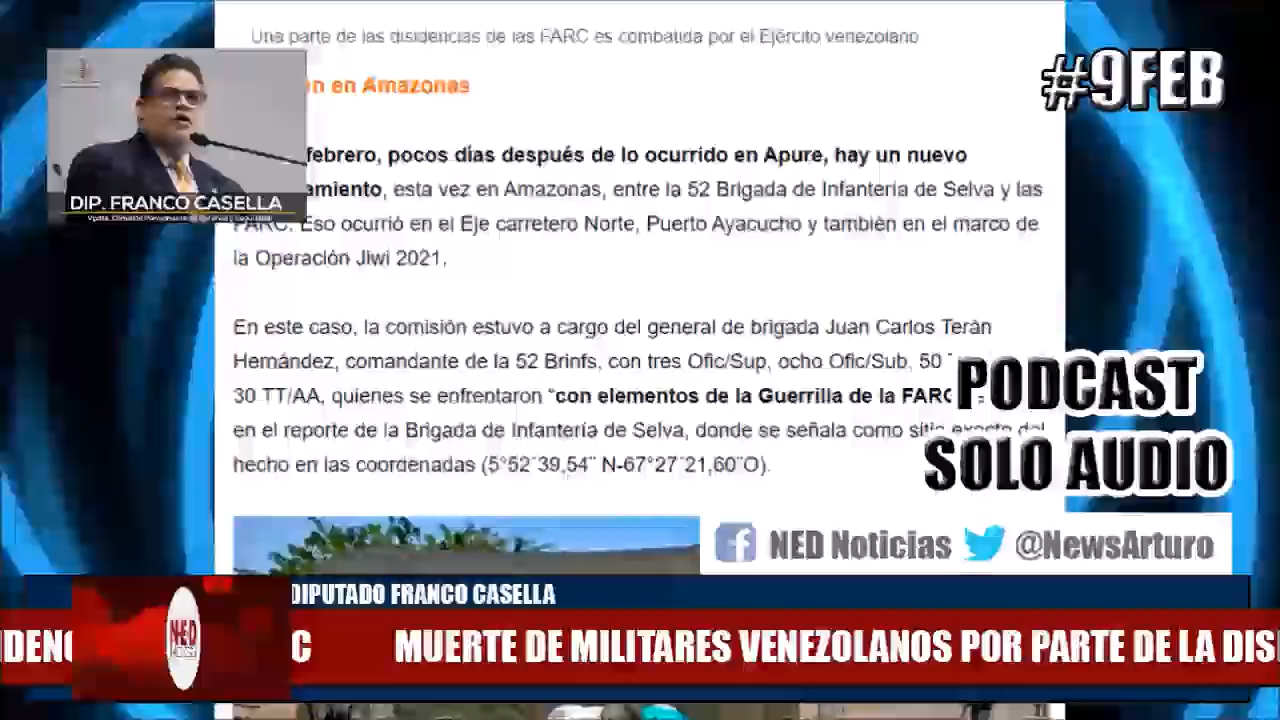 Una parte de las disidencias de las FARC es combatida por el Ejército venezolano
#9FEB
n en Amazonas
febrero, pocos días después de lo ocurrido en Apure, hay un nuevo
amiento, esta vez en Amazonas, entre la 52 Brigada de Infantería de Selva y las
DIP. FRANCO CASELLA
FARC. Eso ocurrió en el Eje carretero Norte, Puerto Ayacucho y también en el marco de
la Operación Jiwi 2021.
En este caso, la comisión estuvo a cargo del general de brigada Juan Carlos Terán
Hernández, comandante de la 52 Brinfs, con tres Ofic/Sup, ocho Ofic/Sub, 50
30 TT/AA, quienes se enfrentaron "con elementos de la Guerrilla de la FARC
en el reporte de la Brigada de Infantería de Selva, donde se señala como sitio exacto del
hecho en las coordenadas (5°52¨39,54¨ N-67°27¨21,60¨O).
PODCAST
SOLO AUDIO
NED Noticias @NewsArturo
DIPUTADO FRANCO CASELLA
IDENC C MUERTE DE MILITARES VENEZOLANOS POR PARTE DE LA DIS
N-E-D